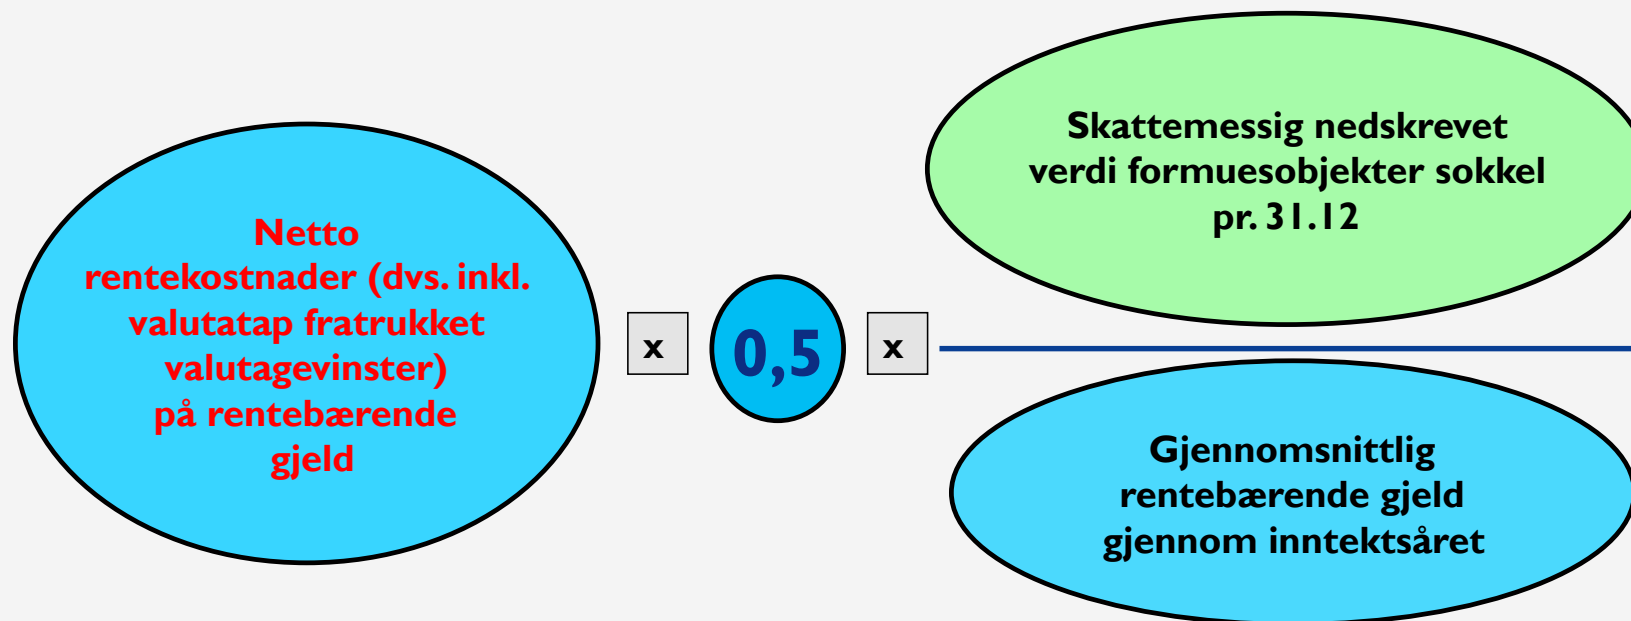 Netto
rentekostnader (dvs. inkl.
valutatap fratrukket
valutagevinster)
på rentebærende
gjeld
x
0,5
x
Skattemessig nedskrevet
verdi formuesobjekter sokkel
pr. 31.12
Gjennomsnittlig
rentebærende gjeld
gjennom inntektsåret